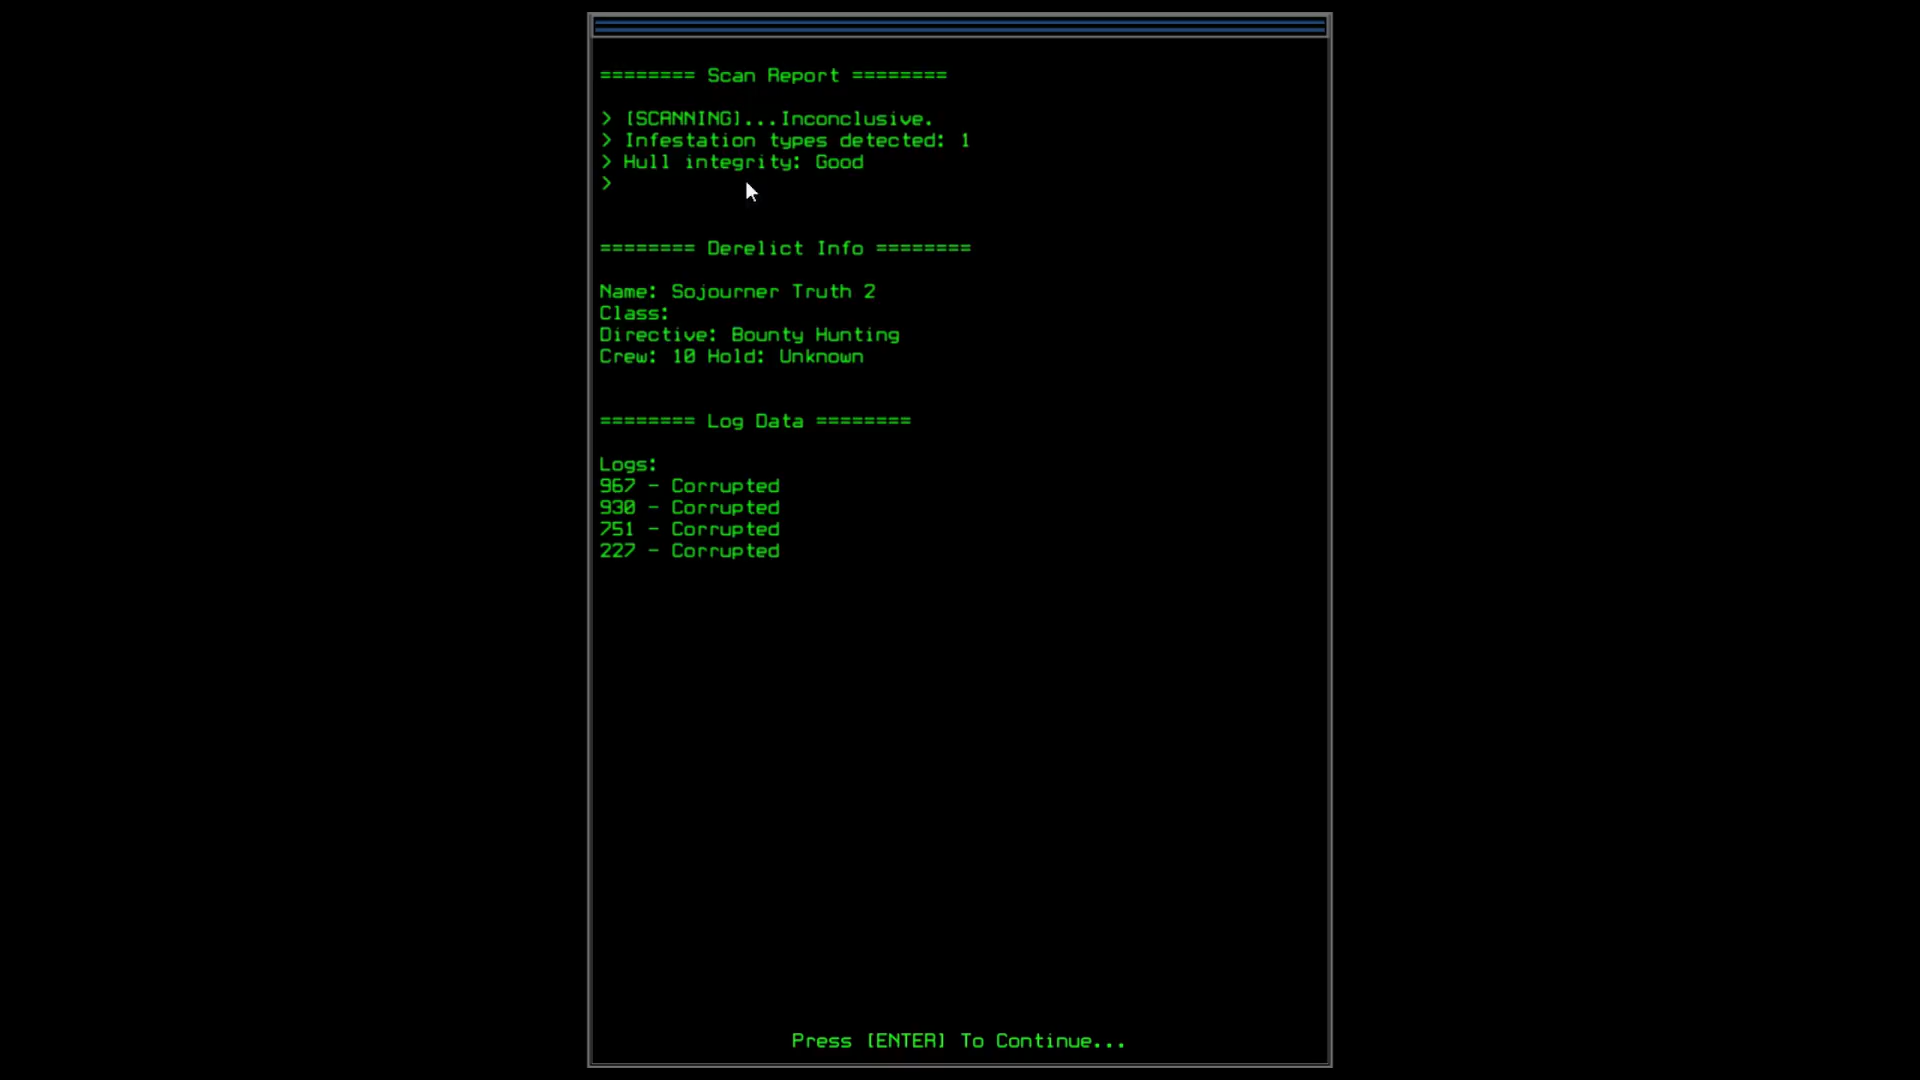 ======== Scan Report ========
> [SCANNING]...Inconclusive.
> Infestation types detected: 1
> Hull integrity: Good
>
======== Derelict Info ========
Name: Sojourner Truth 2
Class:
Directive: Bounty Hunting
Crew: 10 Hold: Unknown
======== Log Data ========
Logs:
967 - Corrupted
930 - Corrupted
751 - Corrupted
227 - Corrupted
Press [ENTER] To Continue...